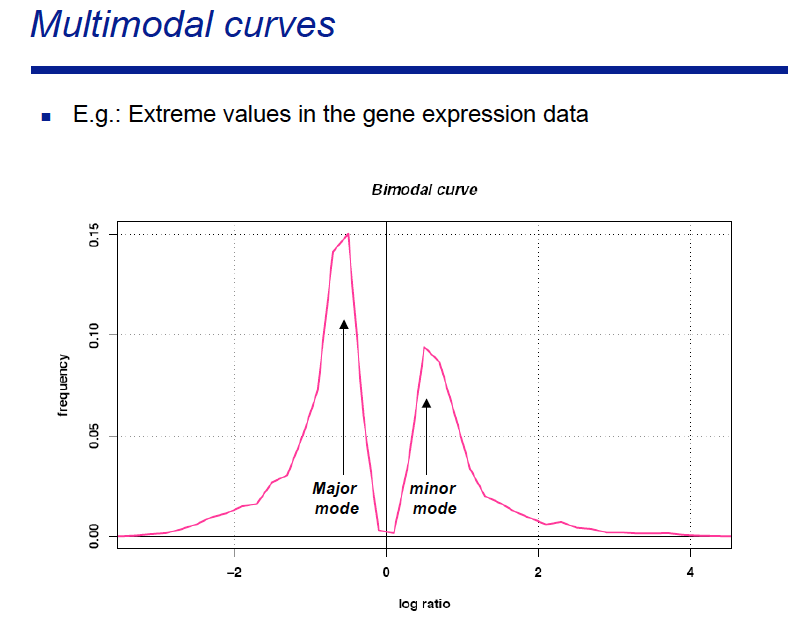 Multimodal curves
E.g.: Extreme values in the gene expression data
Bimodal curve
0.15
0.10
0.05
0.00
frequency
Major
mode
minor
mode
−2
0
2
4
log ratio